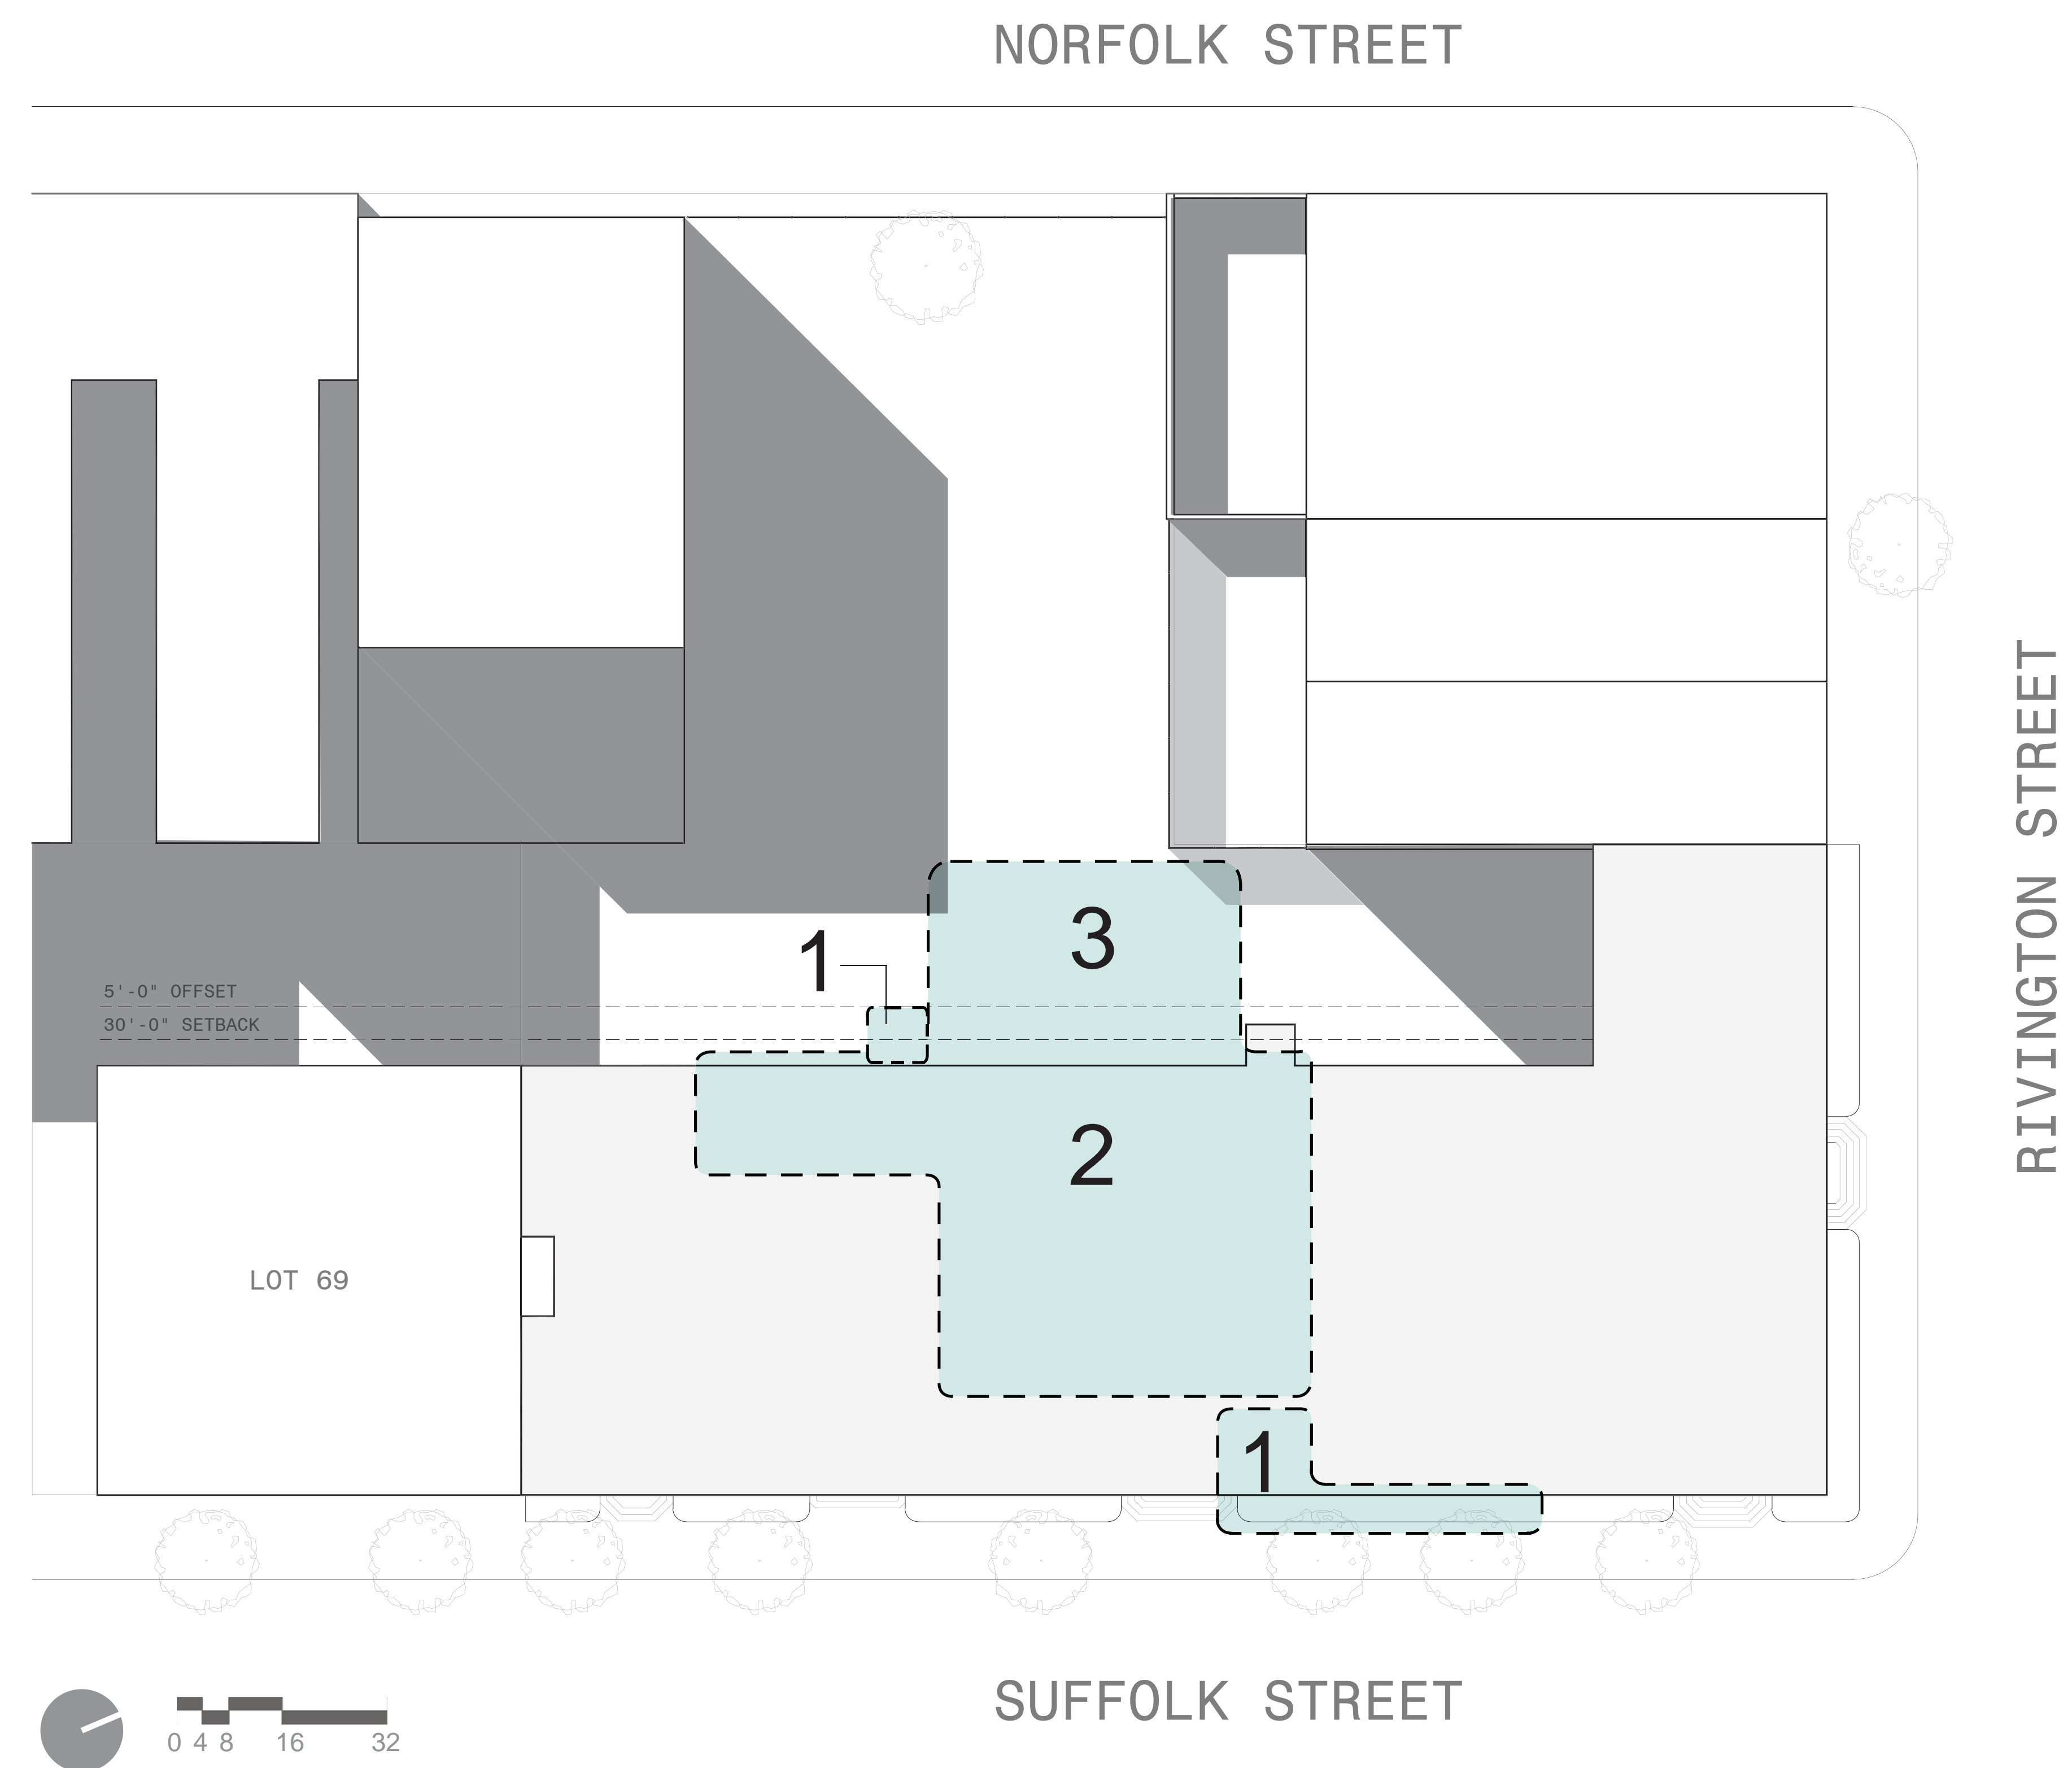 NORFOLK STREET
RIVINGTON STREET
3
1
5'-0" OFFSET
30'-0" SETBACK
2
LOT 69
1
SUFFOLK STREET
0 4 8 16 32